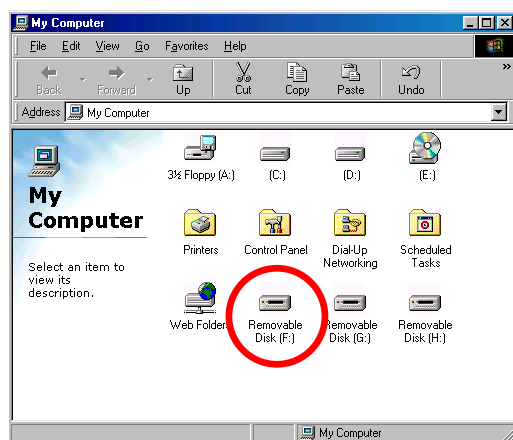 My Computer
File Edit View Go Favorites Help
Back Forward Up Cut Copy Paste Undo »
Address My Computer
My
Computer
Select an item to
view its
description.
3½ Floppy (A:) (C:) (D:) (E:)
Printers Control Panel Dial-Up Scheduled
Networking Tasks
Web Folders Removable Removable Removable
Disk (F:) Disk (G:) Disk (H:)
My Computer